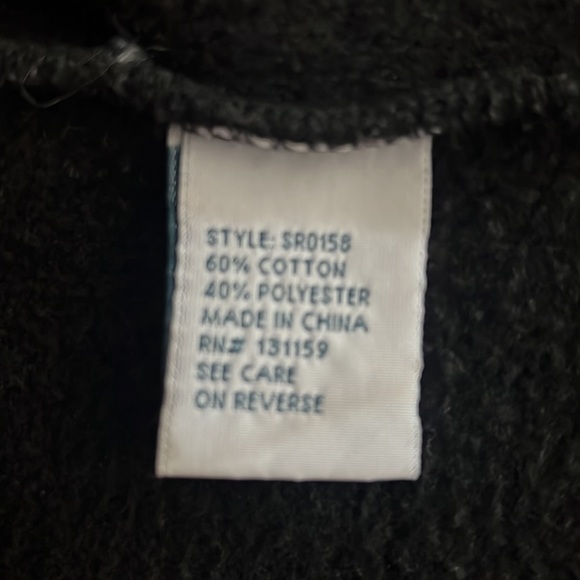 STYLE: SR0158
60% COTTON
40% POLYESTER
MADE IN CHINA
RN# 131159
SEE CARE
ON REVERSE